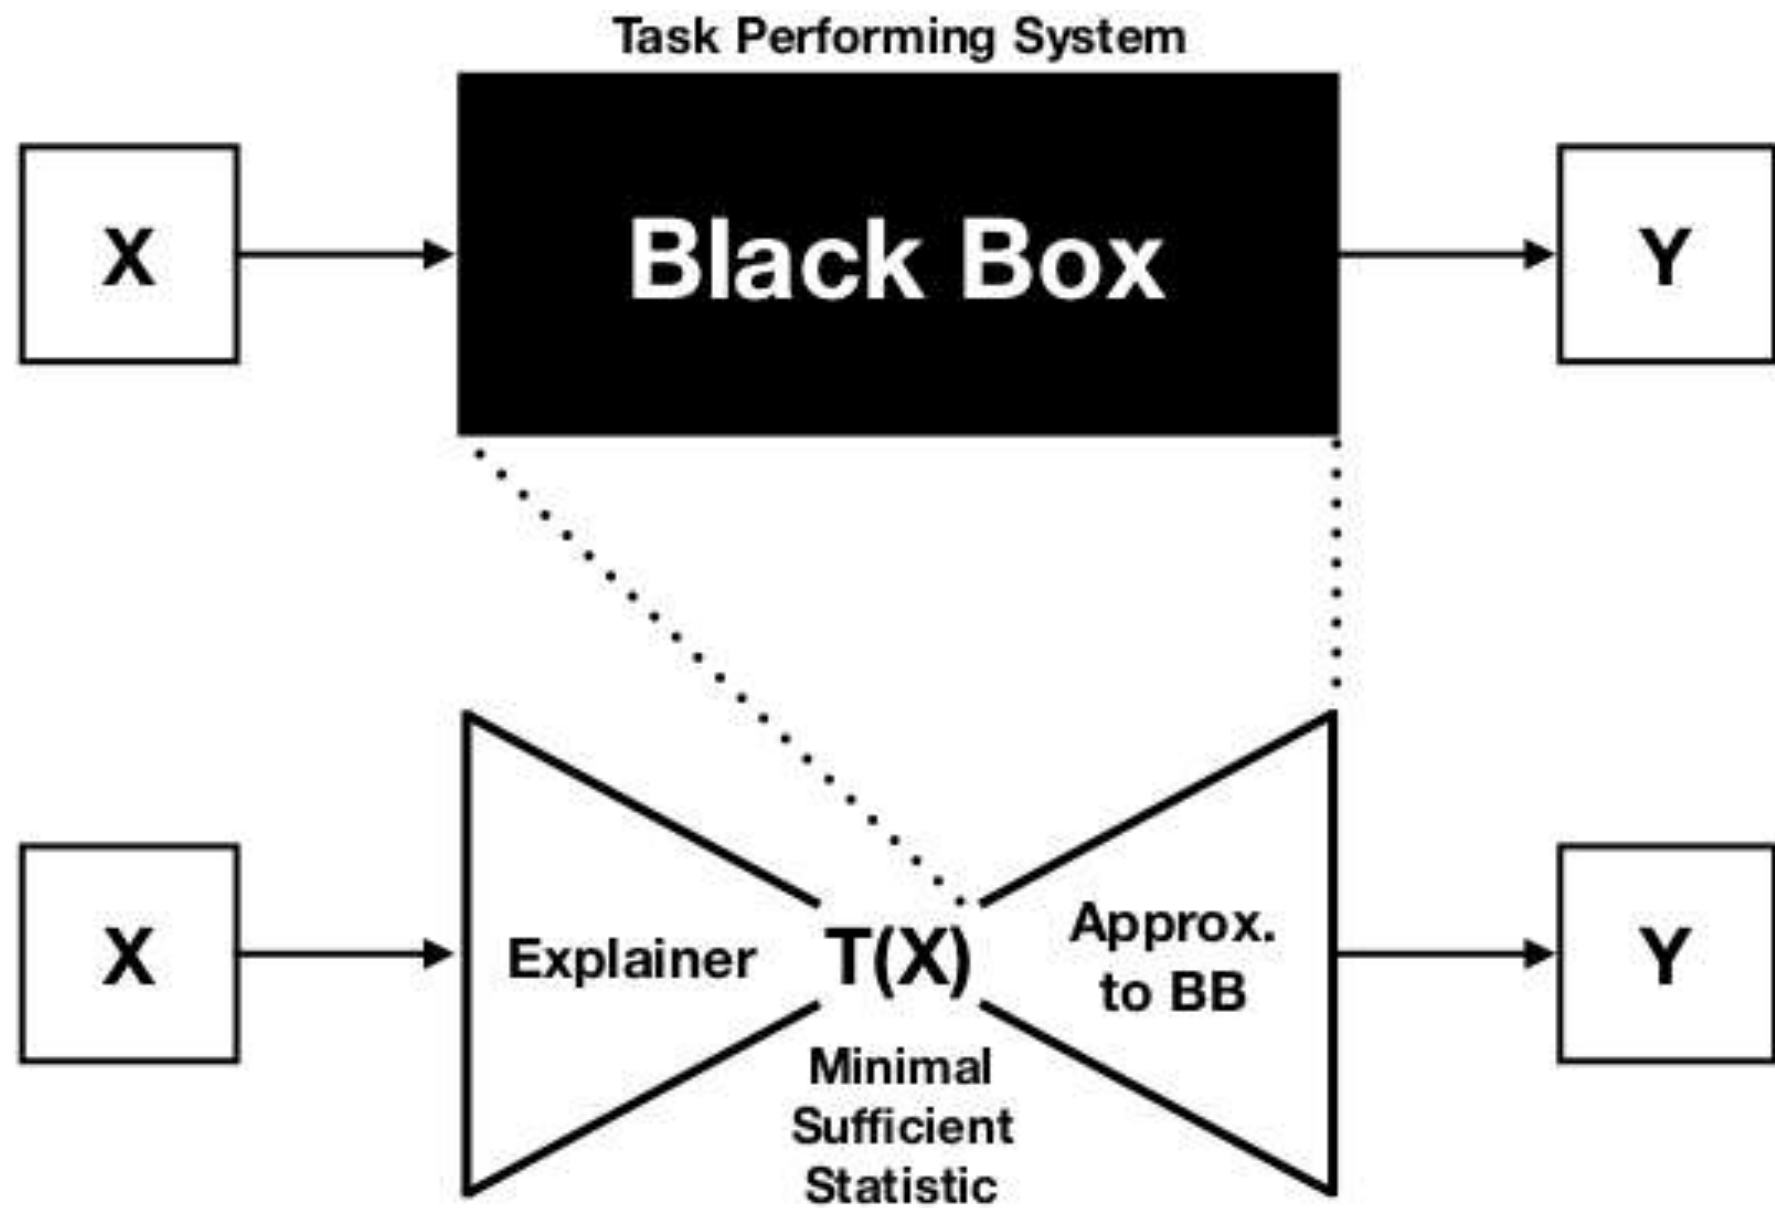 Task Performing System
X
Black Box
Y
X
Explainer
T(X)
Minimal
Sufficient
Statistic
Approx.
to BB
Y